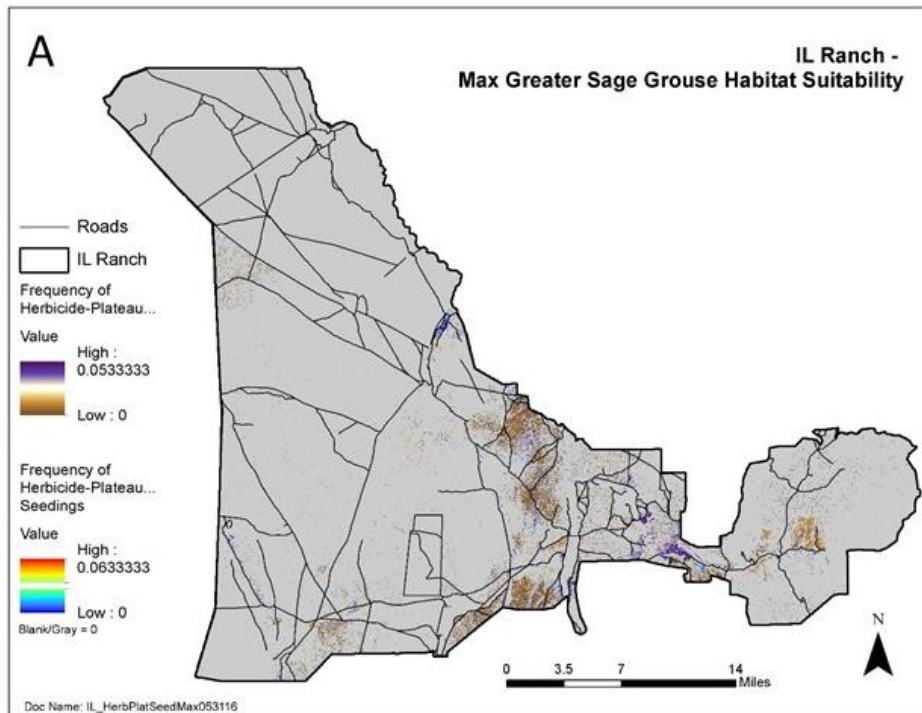 A
IL Ranch -
Max Greater Sage Grouse Habitat Suitability
Roads
IL Ranch
Frequency of
Herbicide-Plateau...
Value
High :
0.0533333
Low : 0
Frequency of
Herbicide-Plateau...
Seedings
Value
High :
0.0633333
Low : 0
Blank/Gray = 0
N
0 3.5 7 14
Miles
Doc Name: IL_HerbPlatSeedMax053116